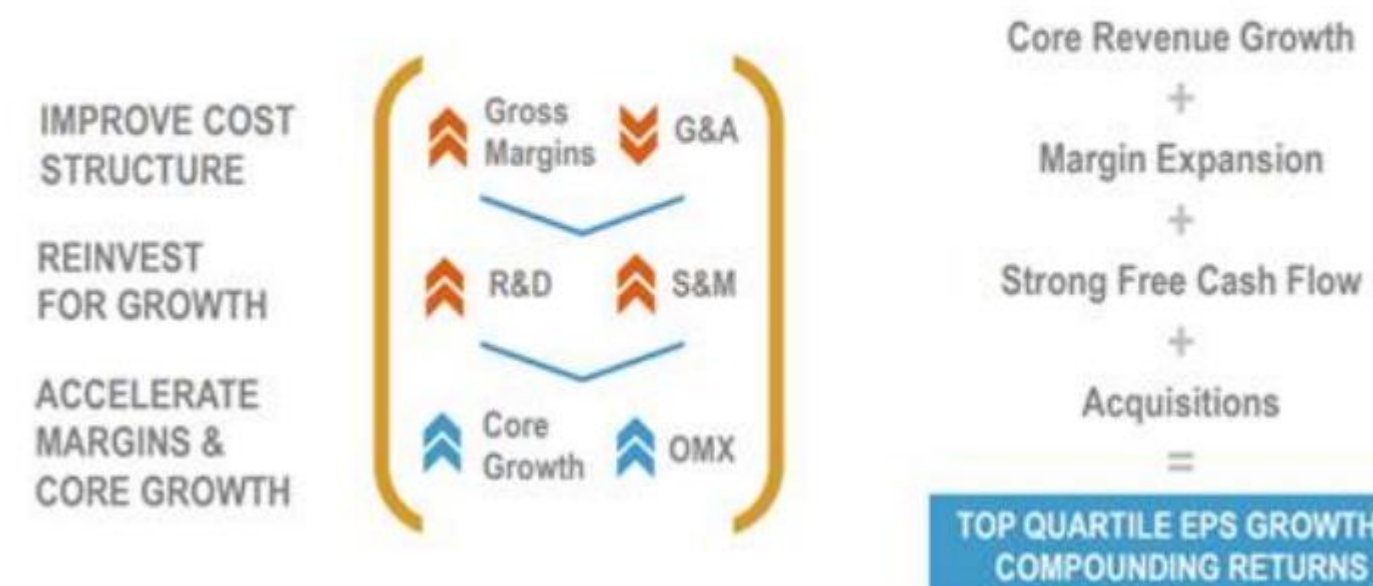 IMPROVE COST
STRUCTURE
Gross
Margins
G&A
REINVEST
FOR GROWTH
R&D
S&M
ACCELERATE
MARGINS &
CORE GROWTH
Core
Growth
OMX
Core Revenue Growth
+
Margin Expansion
+
Strong Free Cash Flow
+
Acquisitions
=
TOP QUARTILE EPS GROWTH
COMPOUNDING RETURNS